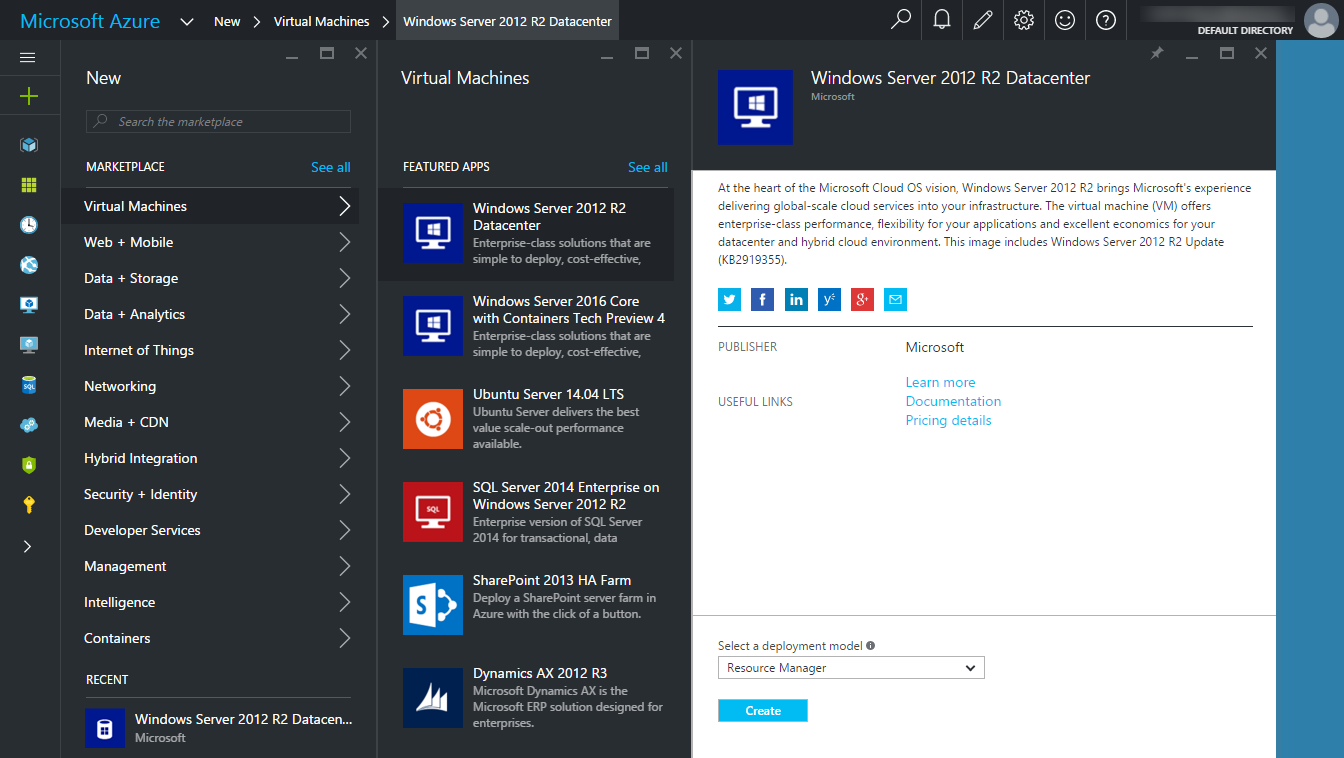 Microsoft Azure
New
Virtual Machines
Windows Server 2012 R2 Datacenter
DEFAULT DIRECTORY
New
Search the marketplace
MARKETPLACE
See all
Virtual Machines
Web + Mobile
Data + Storage
Data + Analytics
Internet of Things
Networking
Media + CDN
Hybrid Integration
Security + Identity
Developer Services
Management
Intelligence
Containers
RECENT
Windows Server 2012 R2 Datacen...
Microsoft
Virtual Machines
FEATURED APPS
See all
Windows Server 2012 R2
Datacenter
Enterprise-class solutions that are
simple to deploy, cost-effective,
Windows Server 2016 Core
with Containers Tech Preview 4
Enterprise-class solutions that are
simple to deploy, cost-effective,
Ubuntu Server 14.04 LTS
Ubuntu Server delivers the best
value scale-out performance
available.
SQL
SQL Server 2014 Enterprise on
Windows Server 2012 R2
Enterprise version of SQL Server
2014 for transactional, data
SharePoint 2013 HA Farm
Deploy a SharePoint server farm in
Azure with the click of a button.
Dynamics AX 2012 R3
Microsoft Dynamics AX is the
Microsoft ERP solution designed for
enterprises.
Windows Server 2012 R2 Datacenter
Microsoft
At the heart of the Microsoft Cloud OS vision, Windows Server 2012 R2 brings Microsoft's experience
delivering global-scale cloud services into your infrastructure. The virtual machine (VM) offers
enterprise-class performance, flexibility for your applications and excellent economics for your
datacenter and hybrid cloud environment. This image includes Windows Server 2012 R2 Update
(KB2919355).
PUBLISHER
Microsoft
USEFUL LINKS
Learn more
Documentation
Pricing details
Select a deployment model
Resource Manager
Create